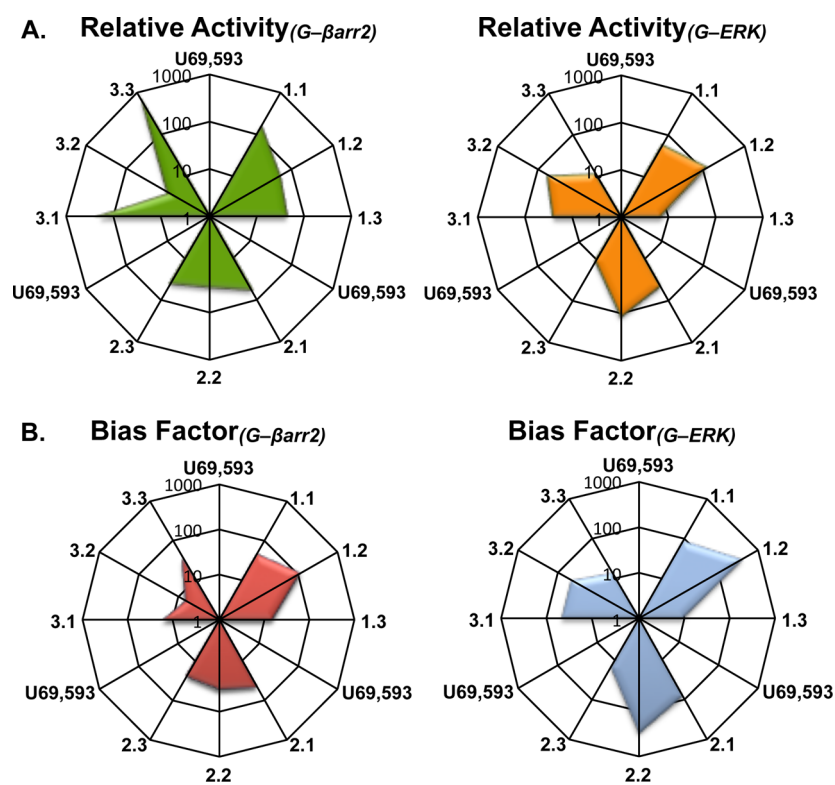 A.
Relative Activity(G–βarr2)
U69,593
1000
100
10
1
1.1
1.2
1.3
U69,593
2.1
2.2
2.3
U69,593
3.1
3.2
3.3
Relative Activity(G–ERK)
U69,593
1000
100
10
1
1.1
1.2
1.3
U69,593
2.1
2.2
2.3
U69,593
3.1
3.2
3.3
B.
Bias Factor(G–βarr2)
U69,593
1000
100
10
1
1.1
1.2
1.3
U69,593
2.1
2.2
2.3
U69,593
3.1
3.2
3.3
Bias Factor(G–ERK)
U69,593
1000
100
10
1
1.1
1.2
1.3
U69,593
2.1
2.2
2.3
U69,593
3.1
3.2
3.3